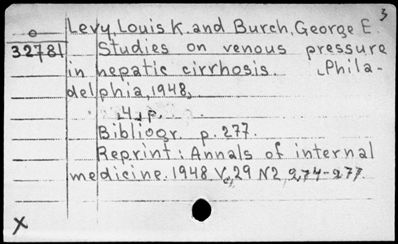 3
Levy, Louis K. and Burch, George E.
o
32781 Studies on venous pressure
in hepatic cirrhosis. Phila-
delphia, 1948,
4 p.
Bibliogr. p. 277.
Reprint: Annals of internal
medicine. 1948. V. 29 N2, 274-277.
X